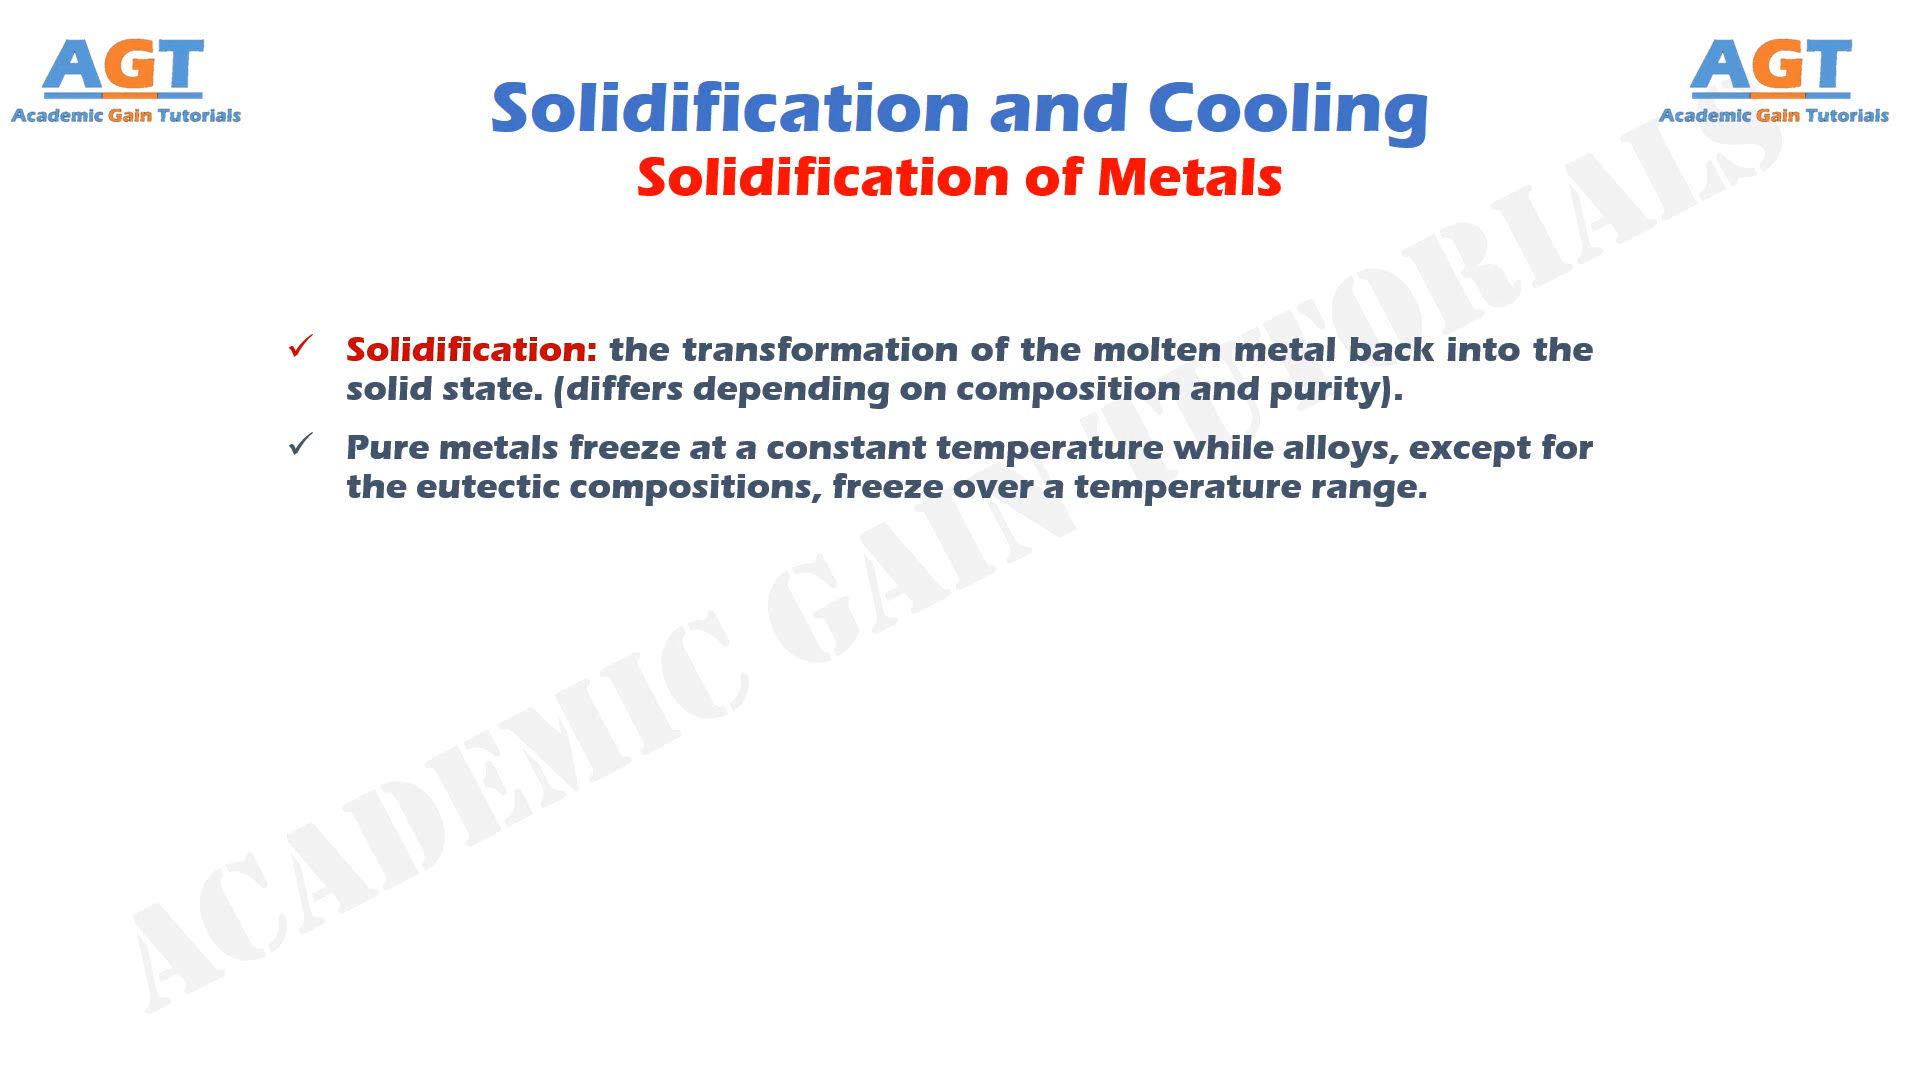 AGT
Academic Gain Tutorials
AGT
Academic Gain Tutorials
Solidification and Cooling
Solidification of Metals
✓ Solidification: the transformation of the molten metal back into the
solid state. (differs depending on composition and purity).
✓ Pure metals freeze at a constant temperature while alloys, except for
the eutectic compositions, freeze over a temperature range.
ACADEMIC GAIN TUTORIALS